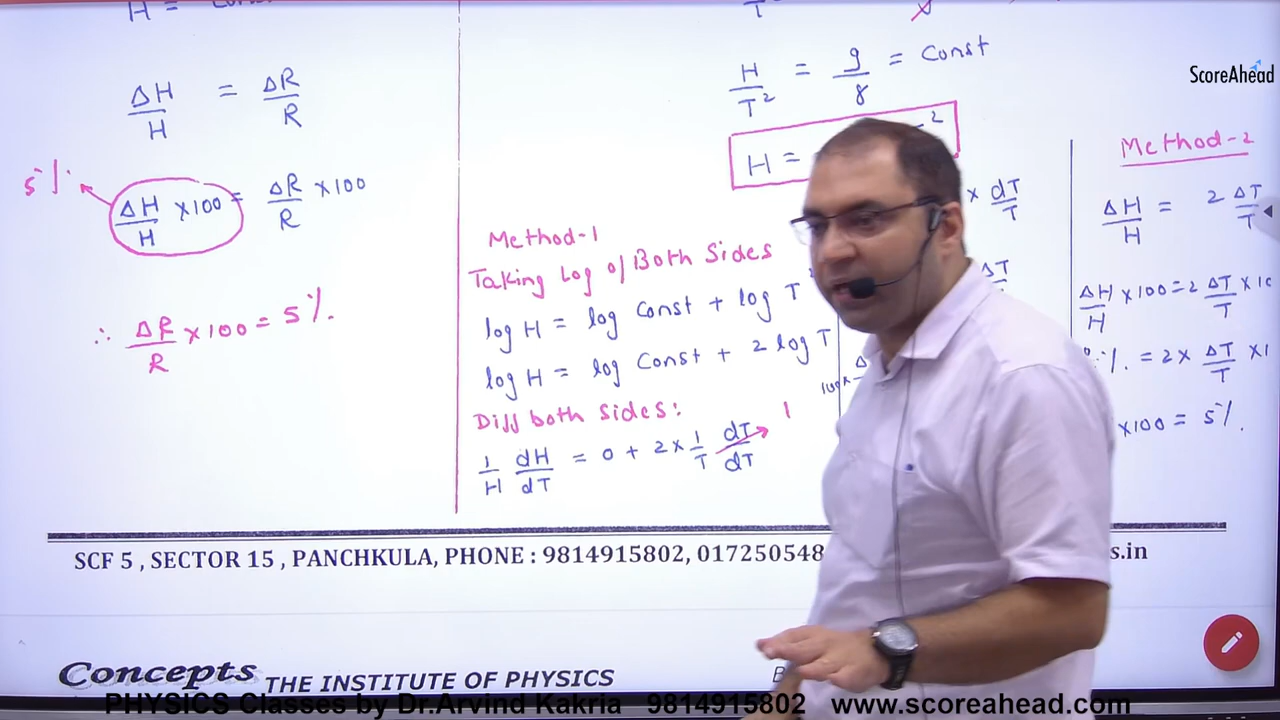 H =
ΔH/H = ΔR/R
5%
ΔH/H ×100 = ΔR/R ×100
∴ ΔR/R ×100 = 5%.
H/T² = g/8 = Const
H =
× dT/T
Method-1
Taking Log of Both Sides
log H = log Const + log T
log H = log Const + 2 log T
Diff both sides:
1/H dH/dT = 0 + 2 × 1/T dT/dT
1
Method-2
ΔH/H = 2 ΔT/T
ΔH/H ×100 = 2 ΔT/T
%. = 2 × ΔT/T
×100 = 5%.
ScoreAhead
SCF 5 , SECTOR 15 , PANCHKULA, PHONE : 9814915802, 017250548
s.in
Concepts THE INSTITUTE OF PHYSICS
PHYSICS Classes by Dr.Arvind Kakria 9814915802 www.scoreahead.com